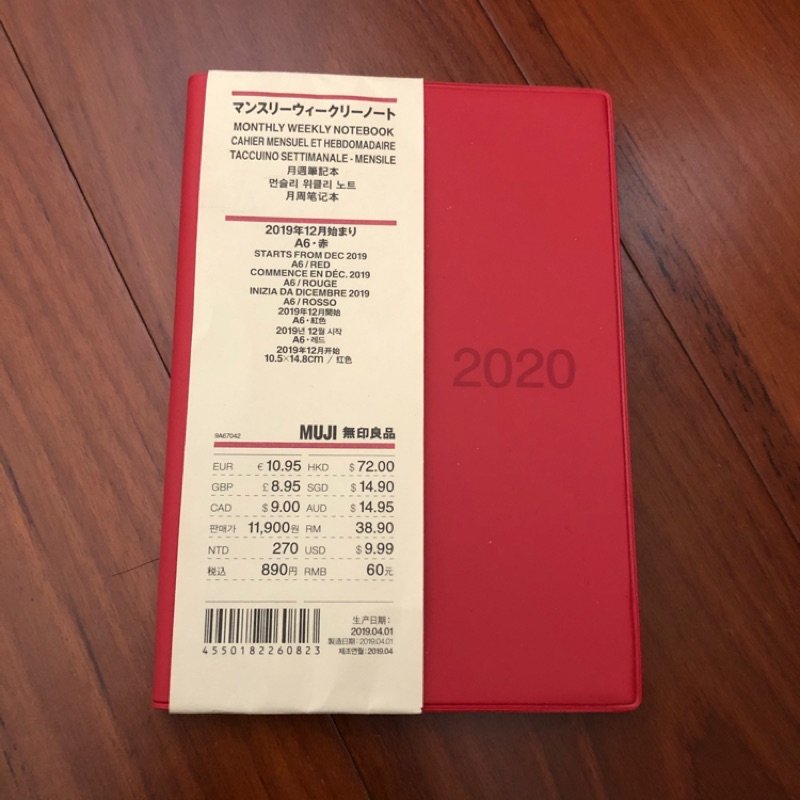 マンスリーウィークリーノート
MONTHLY WEEKLY NOTEBOOK
CAHIER MENSUEL ET HEBDOMADAIRE
TACCUINO SETTIMANALE - MENSILE
月週筆記本
먼슬리 위클리 노트
月周笔记本
2019年12月始まり
A6・赤
STARTS FROM DEC 2019
A6 / RED
COMMENCE EN DÉC. 2019
A6 / ROUGE
INIZIA DA DICEMBRE 2019
A6 / ROSSO
2019年12月開始
A6・紅色
2019년 12월 시작
A6・레드
2019年12月开始
10.5×14.8cm / 红色
9A67042
MUJI 無印良品
EUR € 10.95 HKD $ 72.00
GBP £ 8.95 SGD $ 14.90
CAD $ 9.00 AUD $ 14.95
판매가 11,900원 RM 38.90
NTD 270 USD $ 9.99
税込 890円 RMB 60元
生产日期：
2019.04.01
製造日期：2019.04.01
제조연월：2019.04
4550182260823
2020